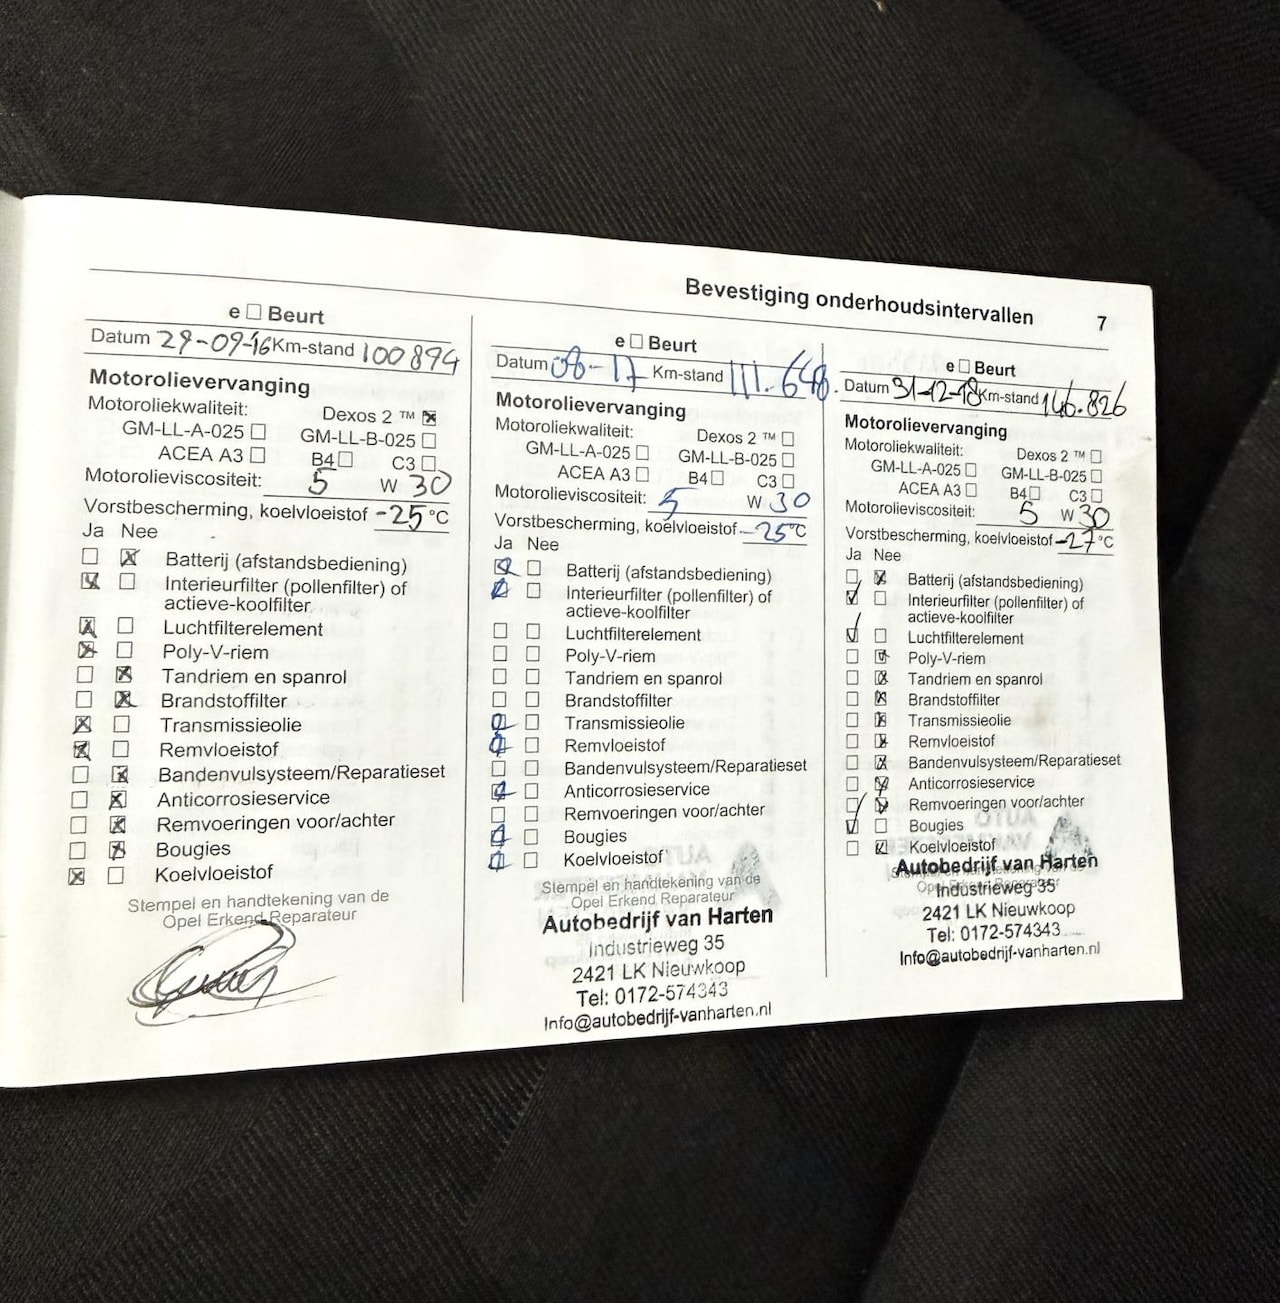 Bevestiging onderhoudsintervallen 7
e ☐ Beurt
Datum 29-09-16 Km-stand 100894
Motorolievervanging
Motoroliekwaliteit: Dexos 2 ™ ☒
GM-LL-A-025 ☐ GM-LL-B-025 ☐
ACEA A3 ☐ B4 ☐ C3 ☐
Motorolieviscositeit: 5 W 30
Vorstbescherming, koelvloeistof -25 °C
Ja Nee
☐ ☒ Batterij (afstandsbediening)
☒ ☐ Interieurfilter (pollenfilter) of
actieve-koolfilter
☒ ☐ Luchtfilterelement
☒ ☐ Poly-V-riem
☐ ☒ Tandriem en spanrol
☐ ☒ Brandstoffilter
☒ ☐ Transmissieolie
☒ ☐ Remvloeistof
☐ ☒ Bandenvulsysteem/Reparatieset
☐ ☒ Anticorrosieservice
☐ ☒ Remvoeringen voor/achter
☐ ☒ Bougies
☒ ☐ Koelvloeistof
Stempel en handtekening van de
Opel Erkend Reparateur
e ☐ Beurt
Datum 08-17 Km-stand 111.648.
Motorolievervanging
Motoroliekwaliteit: Dexos 2 ™ ☐
GM-LL-A-025 ☐ GM-LL-B-025 ☐
ACEA A3 ☐ B4 ☐ C3 ☐
Motorolieviscositeit: 5 W 30
Vorstbescherming, koelvloeistof -25 °C
Ja Nee
☑ ☐ Batterij (afstandsbediening)
☑ ☐ Interieurfilter (pollenfilter) of
actieve-koolfilter
☐ ☐ Luchtfilterelement
☐ ☐ Poly-V-riem
☐ ☐ Tandriem en spanrol
☐ ☐ Brandstoffilter
☑ ☐ Transmissieolie
☑ ☐ Remvloeistof
☐ ☐ Bandenvulsysteem/Reparatieset
☑ ☐ Anticorrosieservice
☐ ☐ Remvoeringen voor/achter
☑ ☐ Bougies
☑ ☐ Koelvloeistof
Stempel en handtekening van de
Opel Erkend Reparateur
Autobedrijf van Harten
Industrieweg 35
2421 LK Nieuwkoop
Tel: 0172-574343
Info@autobedrijf-vanharten.nl
e ☐ Beurt
Datum 31-12-18 Km-stand 146.826
Motorolievervanging
Motoroliekwaliteit: Dexos 2 ™ ☐
GM-LL-A-025 ☐ GM-LL-B-025 ☐
ACEA A3 ☐ B4 ☐ C3 ☐
Motorolieviscositeit: 5 W 30
Vorstbescherming, koelvloeistof -27 °C
Ja Nee
☐ ☒ Batterij (afstandsbediening)
☑ ☐ Interieurfilter (pollenfilter) of
actieve-koolfilter
☑ ☐ Luchtfilterelement
☐ ☒ Poly-V-riem
☐ ☒ Tandriem en spanrol
☐ ☒ Brandstoffilter
☐ ☒ Transmissieolie
☐ ☒ Remvloeistof
☐ ☒ Bandenvulsysteem/Reparatieset
☐ ☒ Anticorrosieservice
☐ ☒ Remvoeringen voor/achter
☑ ☐ Bougies
☐ ☒ Koelvloeistof
Autobedrijf van Harten
Industrieweg 35
2421 LK Nieuwkoop
Tel: 0172-574343
Info@autobedrijf-vanharten.nl